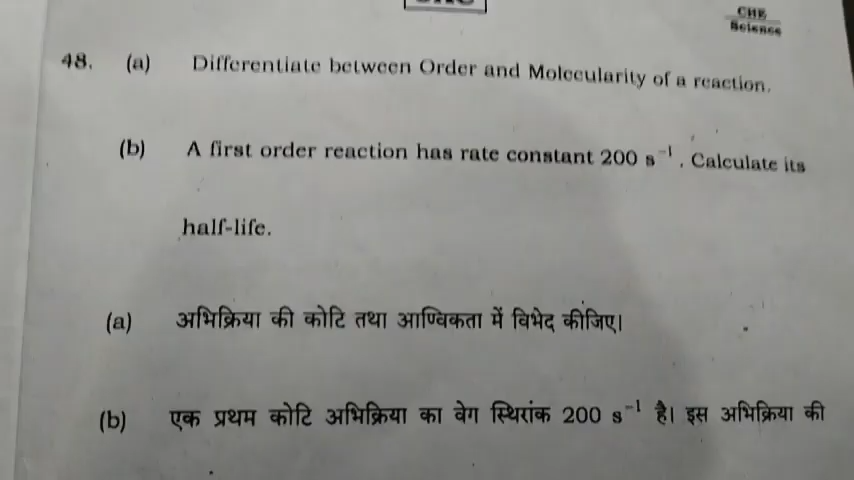 CHE
Science
48. (a) Differentiate between Order and Molecularity of a reaction.
(b) A first order reaction has rate constant 200 s⁻¹. Calculate its
half-life.
(a) अभिक्रिया की कोटि तथा आण्विकता में विभेद कीजिए।
(b) एक प्रथम कोटि अभिक्रिया का वेग स्थिरांक 200 s⁻¹ है। इस अभिक्रिया की